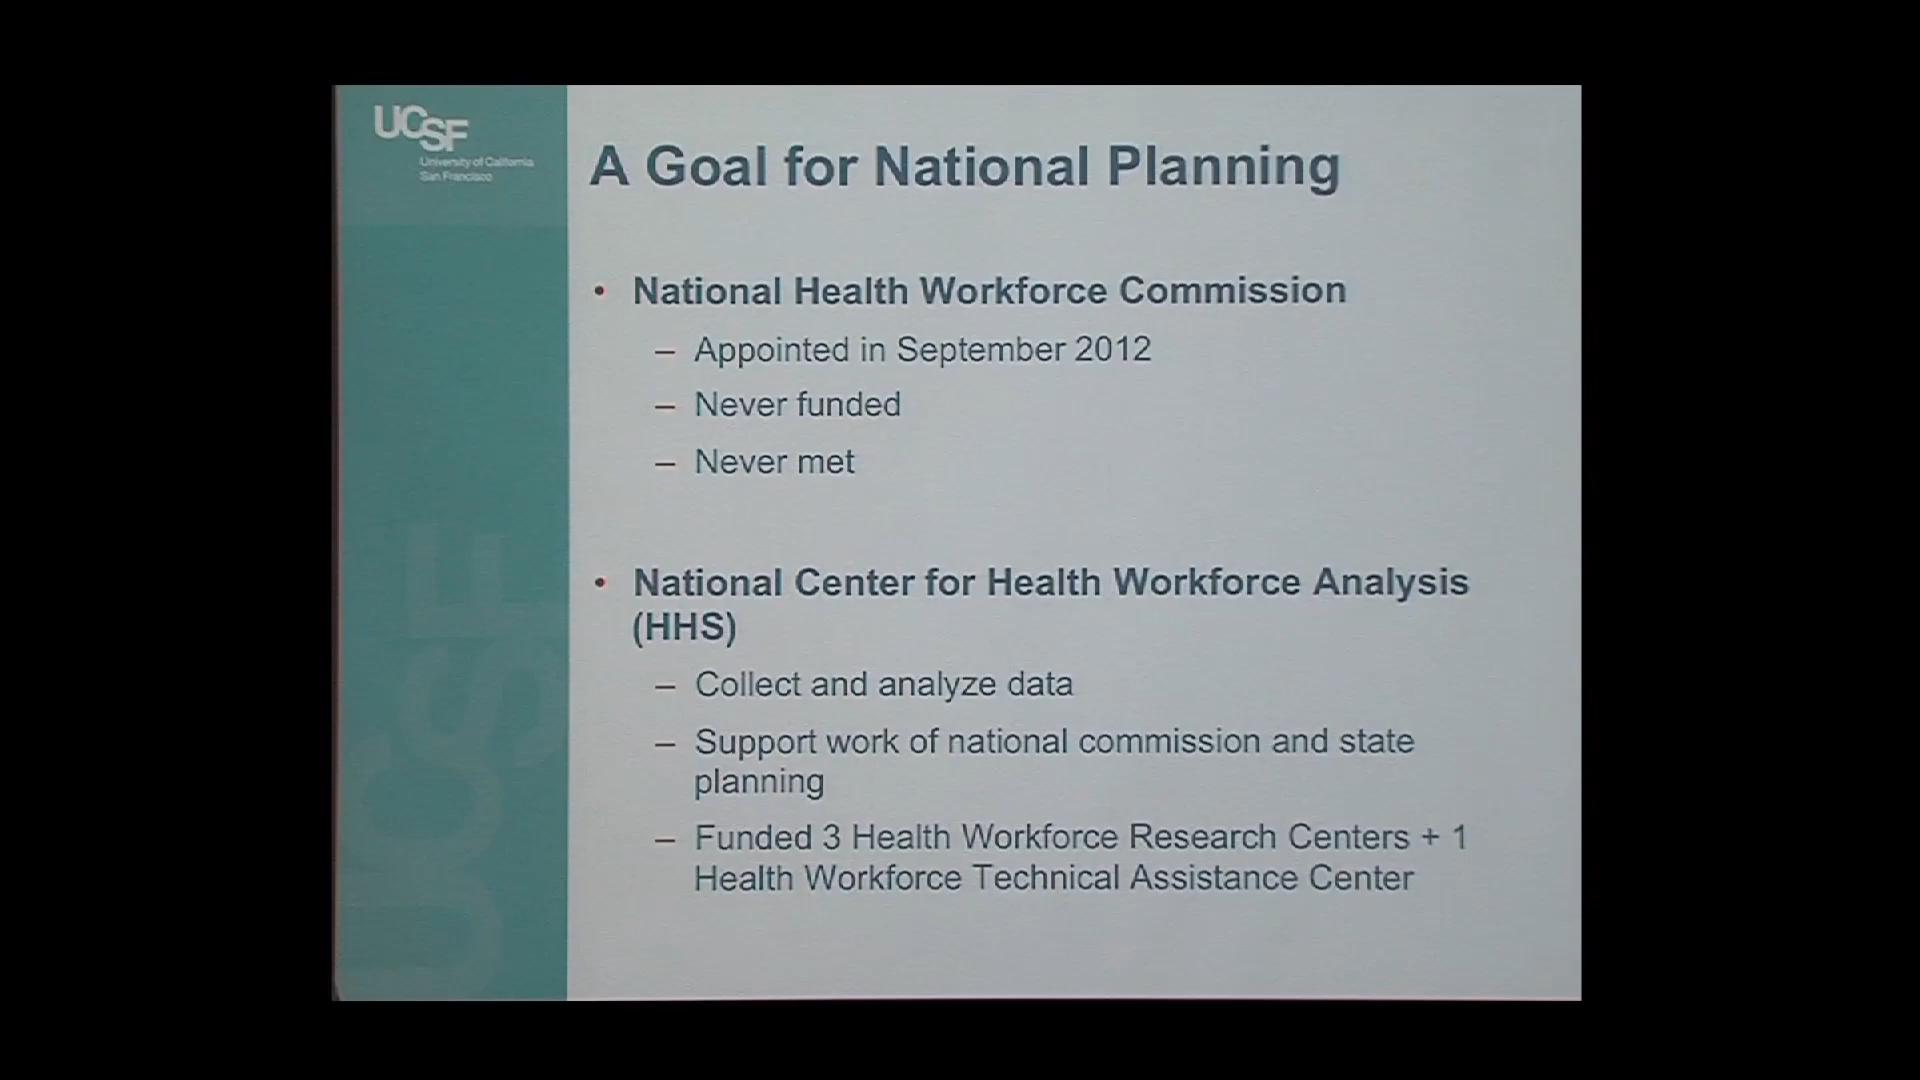 UCSF
University of California
San Francisco
A Goal for National Planning
• National Health Workforce Commission
– Appointed in September 2012
– Never funded
– Never met
• National Center for Health Workforce Analysis
(HHS)
– Collect and analyze data
– Support work of national commission and state
planning
– Funded 3 Health Workforce Research Centers + 1
Health Workforce Technical Assistance Center
UCSF